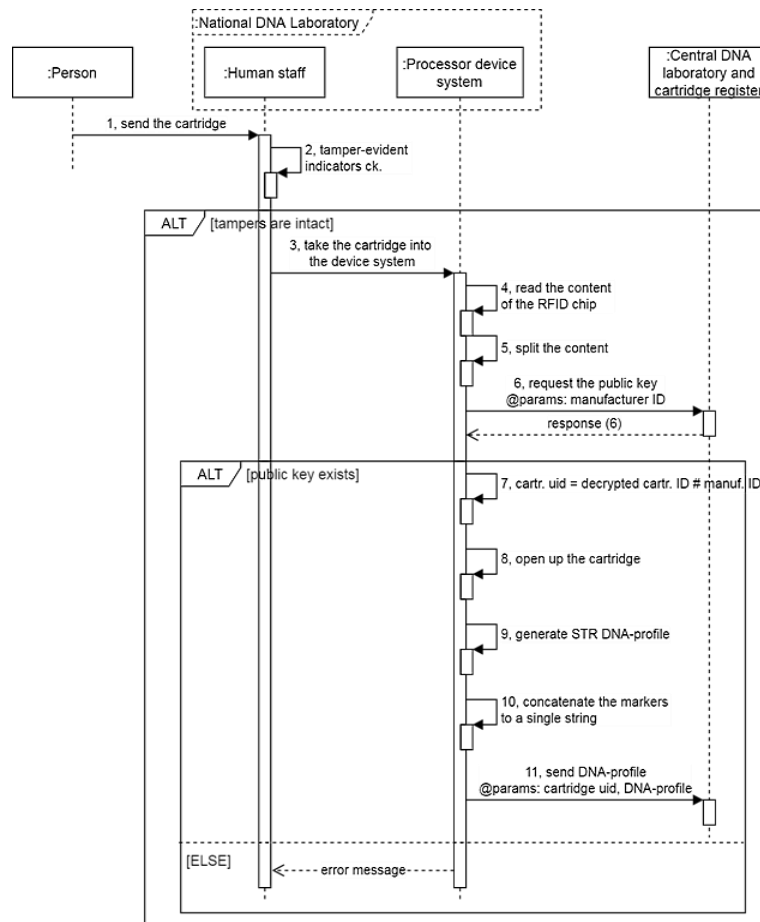 :National DNA Laboratory
:Person
:Human staff
:Processor device
system
:Central DNA
laboratory and
cartridge register
1, send the cartridge
2, tamper-evident
indicators ck.
ALT
[tampers are intact]
3, take the cartridge into
the device system
4, read the content
of the RFID chip
5, split the content
6, request the public key
@params: manufacturer ID
response (6)
ALT
[public key exists]
7, cartr. uid = decrypted cartr. ID # manuf. ID
8, open up the cartridge
9, generate STR DNA-profile
10, concatenate the markers
to a single string
11, send DNA-profile
@params: cartridge uid, DNA-profile
[ELSE]
error message